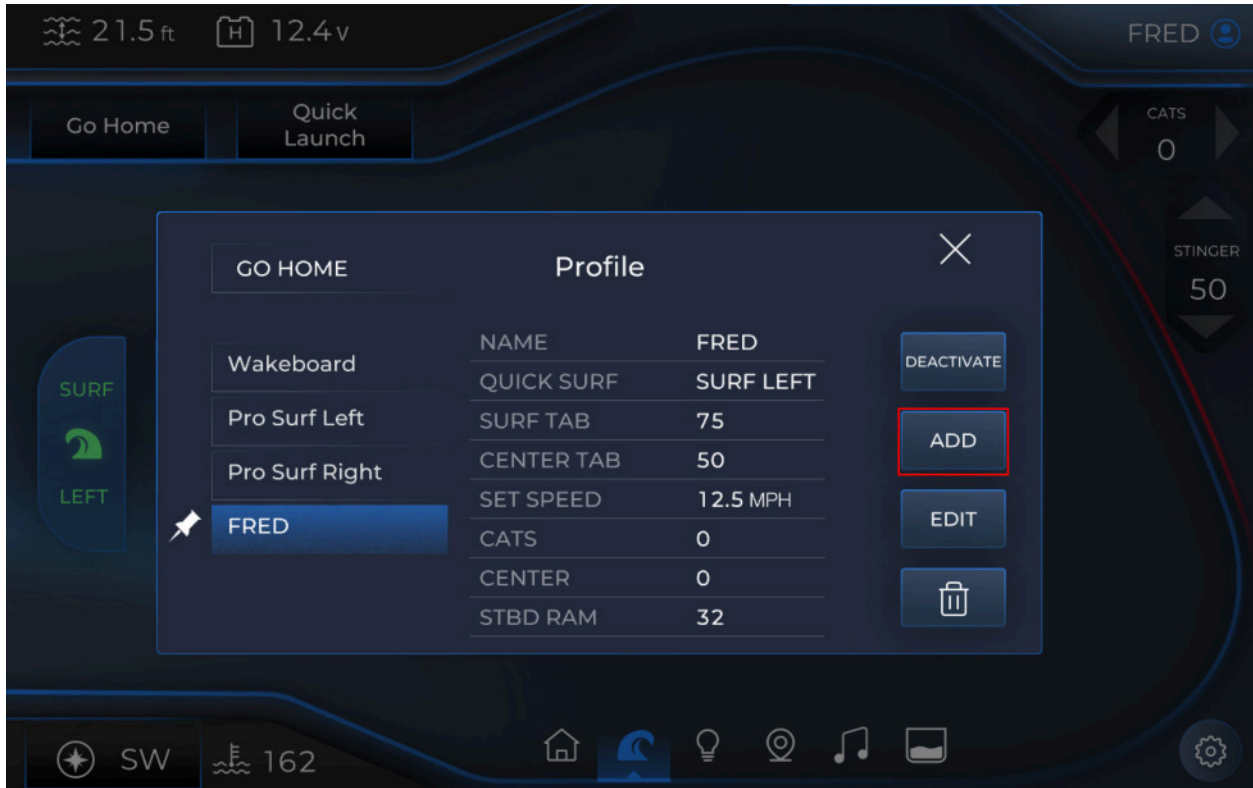 21.5 ft
H 12.4 v
FRED
Go Home
Quick
Launch
CATS
0
STINGER
50
SURF
LEFT
GO HOME
Profile
Wakeboard
Pro Surf Left
Pro Surf Right
FRED
NAME FRED
QUICK SURF SURF LEFT
SURF TAB 75
CENTER TAB 50
SET SPEED 12.5 MPH
CATS 0
CENTER 0
STBD RAM 32
DEACTIVATE
ADD
EDIT
SW
162